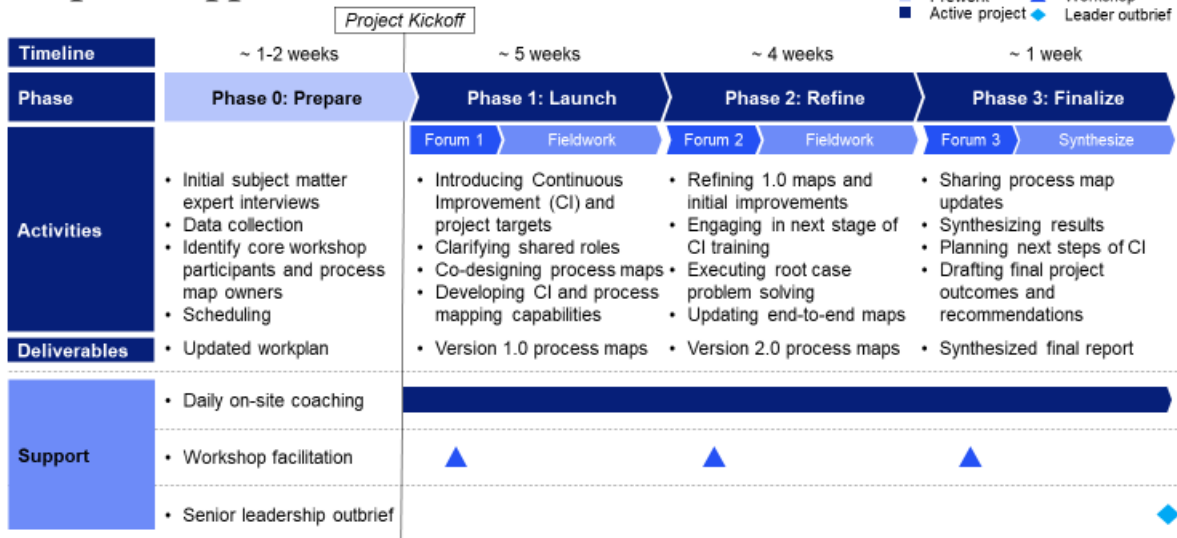 Project Kickoff
Active project
Leader outbrief
Timeline
~ 1-2 weeks
~ 5 weeks
~ 4 weeks
~ 1 week
Phase
Phase 0: Prepare
Phase 1: Launch
Phase 2: Refine
Phase 3: Finalize
Forum 1
Fieldwork
Forum 2
Fieldwork
Forum 3
Synthesize
Activities
• Initial subject matter
expert interviews
• Data collection
• Identify core workshop
participants and process
map owners
• Scheduling
• Introducing Continuous
Improvement (CI) and
project targets
• Clarifying shared roles
• Co-designing process maps
• Developing CI and process
mapping capabilities
• Refining 1.0 maps and
initial improvements
• Engaging in next stage of
CI training
• Executing root case
problem solving
• Updating end-to-end maps
• Sharing process map
updates
• Synthesizing results
• Planning next steps of CI
• Drafting final project
outcomes and
recommendations
Deliverables
• Updated workplan
• Version 1.0 process maps
• Version 2.0 process maps
• Synthesized final report
Support
• Daily on-site coaching
• Workshop facilitation
• Senior leadership outbrief